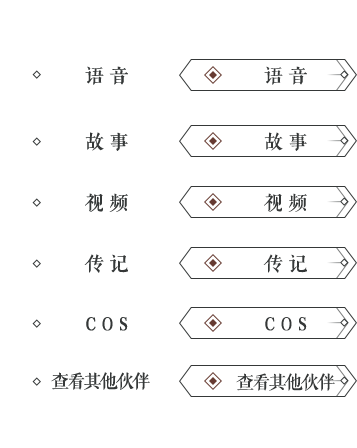 语音 语音
故事 故事
视频 视频
传记 传记
COS COS
查看其他伙伴 查看其他伙伴